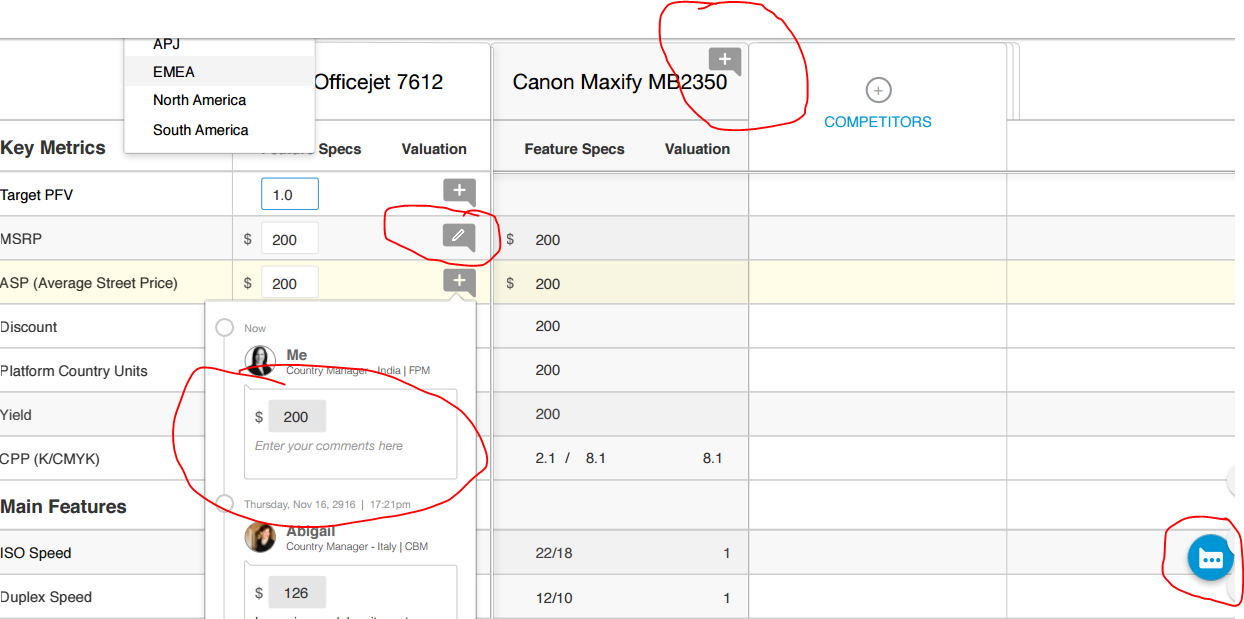 APJ
EMEA
North America
South America
Officejet 7612
Canon Maxify MB2350
COMPETITORS
Key Metrics
Specs Valuation
Feature Specs Valuation
Target PFV 1.0
MSRP $ 200 $ 200
ASP (Average Street Price) $ 200 $ 200
Discount 200
Platform Country Units 200
Yield 200
CPP (K/CMYK) 2.1 / 8.1 8.1
Main Features
ISO Speed 22/18 1
Duplex Speed 12/10 1
Now
Me
Country Manager - India | FPM
$ 200
Enter your comments here
Thursday, Nov 16, 2916 | 17:21pm
Abigail
Country Manager - Italy | CBM
$ 126